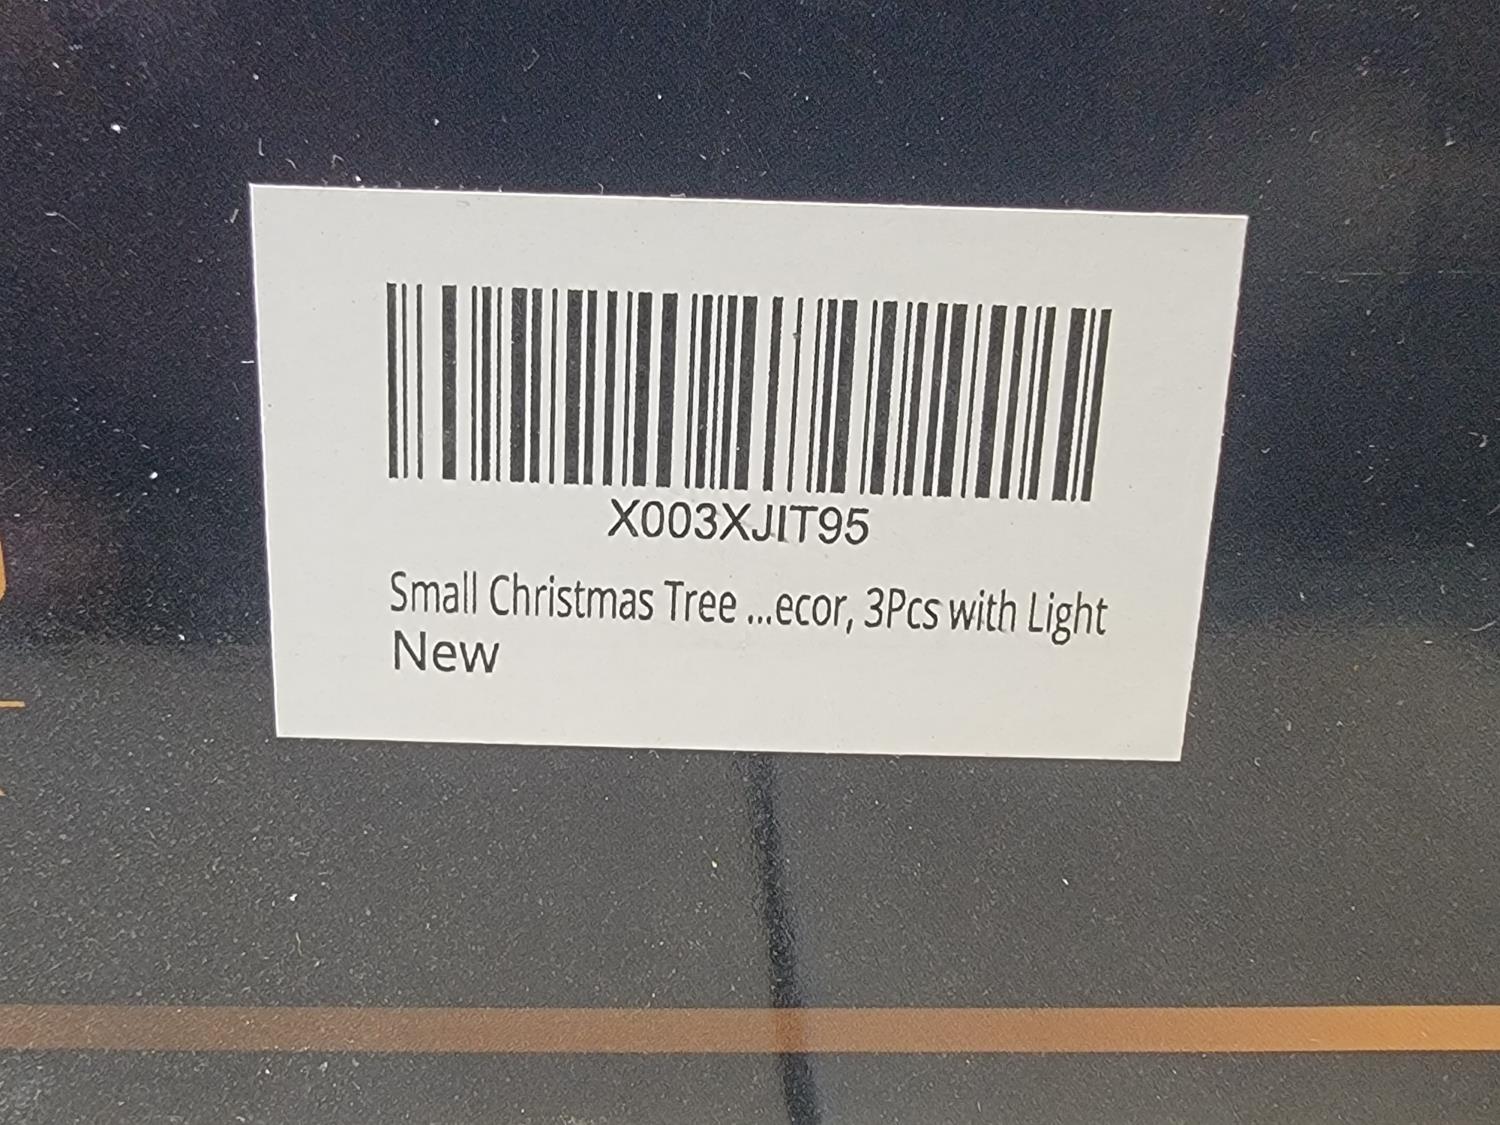 X003XJIT95
Small Christmas Tree ...ecor, 3Pcs with Light
New